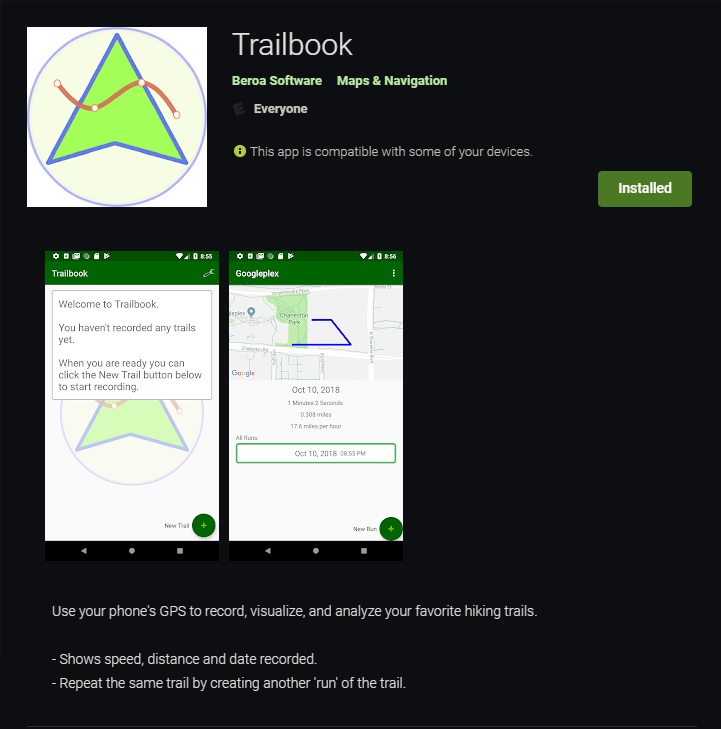 Trailbook
Beroa Software Maps & Navigation
E Everyone
This app is compatible with some of your devices.
Installed
8:55
Trailbook
Welcome to Trailbook.
You haven't recorded any trails
yet.
When you are ready you can
click the New Trail button below
to start recording.
New Trail
8:56
Googleplex
Charleston
Park
Charleston Rd
Google
Oct 10, 2018
1 Minutes 2 Seconds
0.308 miles
17.6 miles per hour
All Runs:
Oct 10, 2018 08:55 PM
New Run
Use your phone's GPS to record, visualize, and analyze your favorite hiking trails.
- Shows speed, distance and date recorded.
- Repeat the same trail by creating another 'run' of the trail.